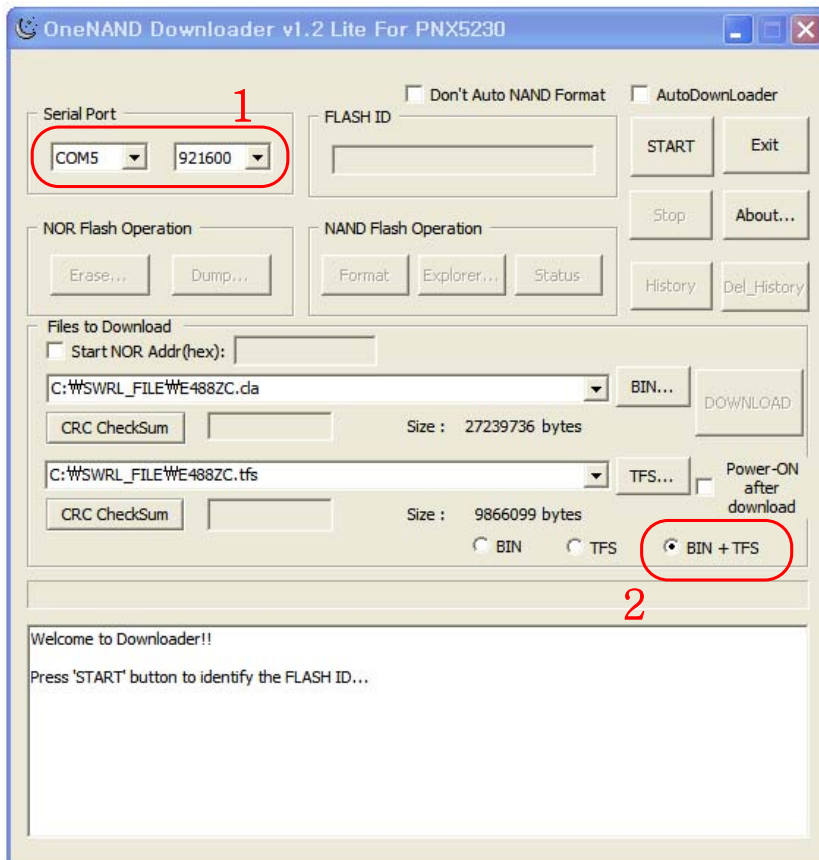 OneNAND Downloader v1.2 Lite For PNX5230
1
Don't Auto NAND Format
AutoDownLoader
Serial Port
FLASH ID
COM5
921600
START
Exit
Stop
About...
NOR Flash Operation
NAND Flash Operation
Erase...
Dump...
Format
Explorer...
Status
History
Del_History
Files to Download
Start NOR Addr(hex):
C:₩SWRL_FILE₩E488ZC.cla
BIN...
DOWNLOAD
CRC CheckSum
Size : 27239736 bytes
C:₩SWRL_FILE₩E488ZC.tfs
TFS...
Power-ON
after
download
CRC CheckSum
Size : 9866099 bytes
BIN
TFS
BIN + TFS
2
Welcome to Downloader!!
Press 'START' button to identify the FLASH ID...